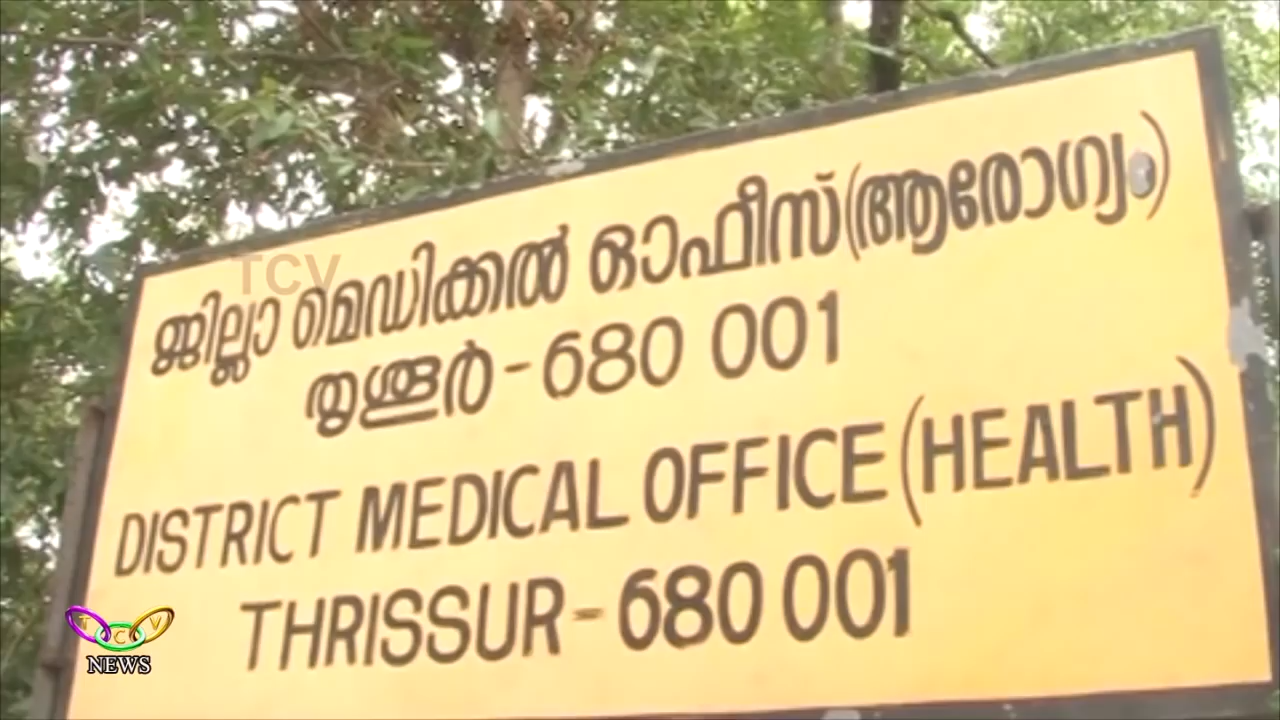 ജില്ലാ മെഡിക്കൽ ഓഫീസ് (ആരോഗ്യം)
തൃശ്ശൂർ - 680 001
DISTRICT MEDICAL OFFICE (HEALTH)
THRISSUR - 680 001
TCV
TCV
NEWS